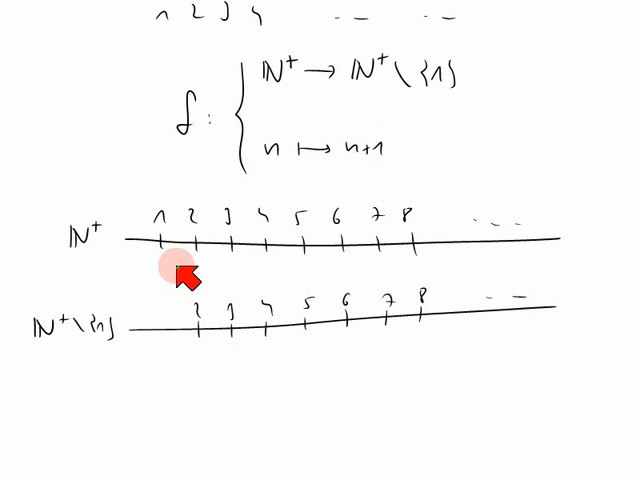 1 2 3 4 -- --
ℕ⁺ → ℕ⁺ \ {1}
f :
n ↦ n+1
1 2 3 4 5 6 7 8 ...
ℕ⁺
2 3 4 5 6 7 8 --
ℕ⁺ \ {1}